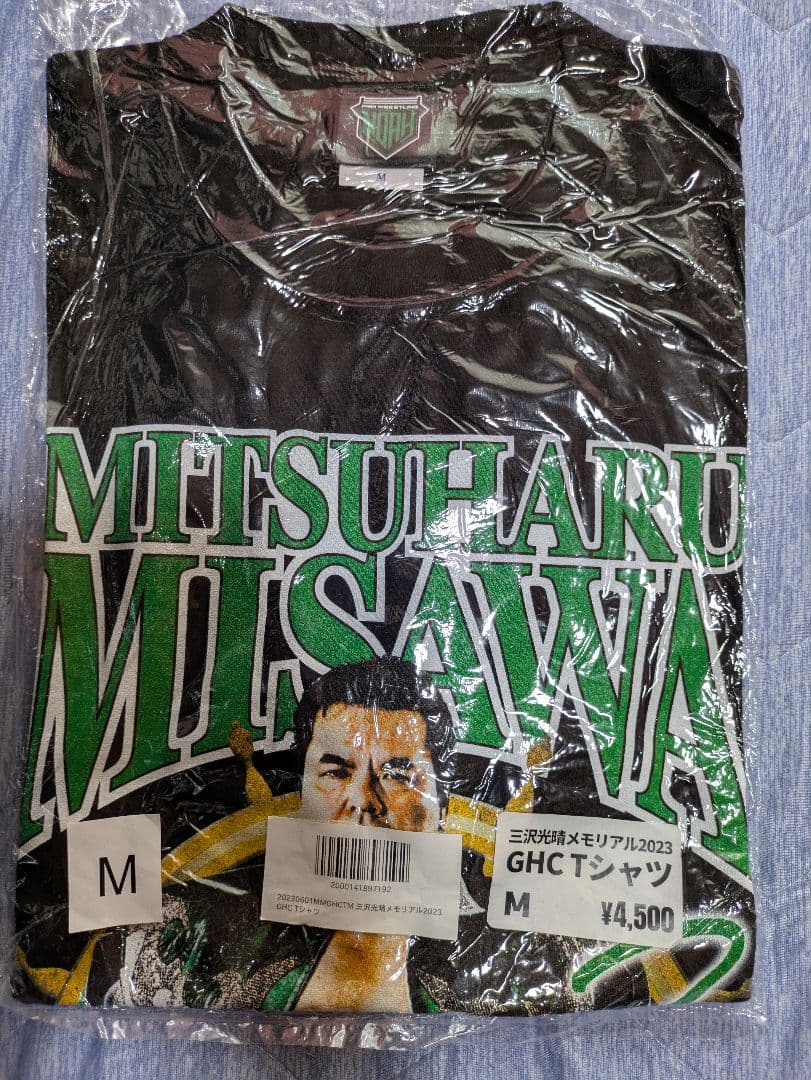 PRO WRESTLING
NOAH
M
MITSUHARU
MISAWA
M
2000141897192
20230601MMGHCTM 三沢光晴メモリアル2023
GHC Tシャツ
三沢光晴メモリアル2023
GHC Tシャツ
M ¥4,500